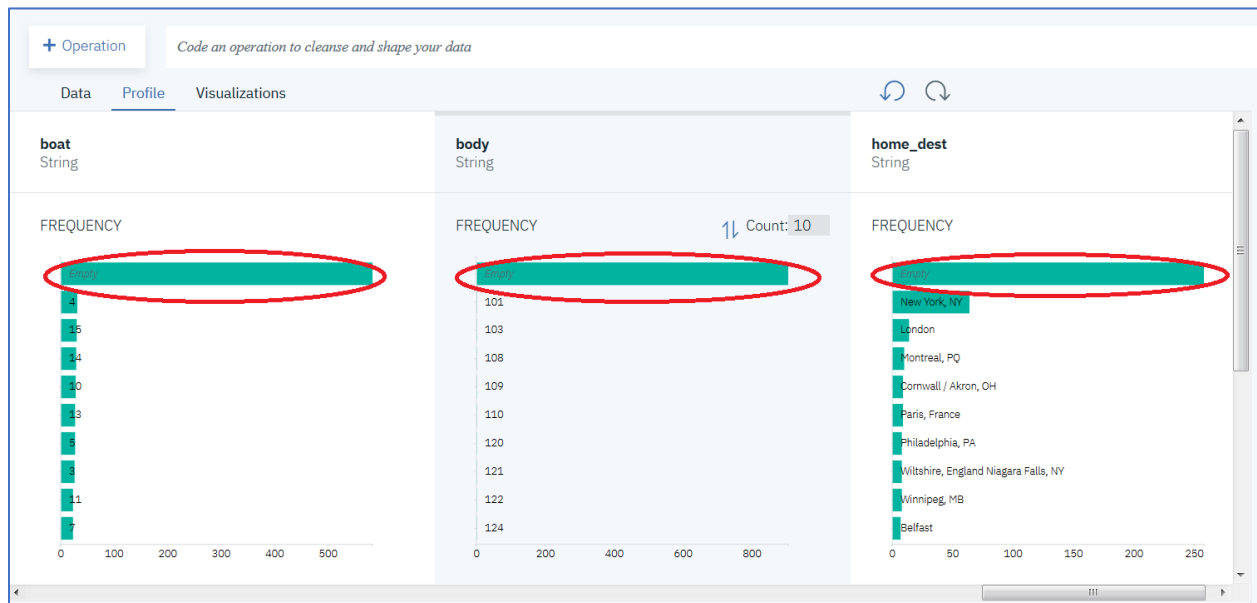 + Operation
Code an operation to cleanse and shape your data
Data
Profile
Visualizations
boat
String
FREQUENCY
Empty
4
15
14
10
13
5
3
11
7
0 100 200 300 400 500
body
String
FREQUENCY
Count: 10
Empty
101
103
108
109
110
120
121
122
124
0 200 400 600 800
home_dest
String
FREQUENCY
Empty
New York, NY
London
Montreal, PQ
Cornwall / Akron, OH
Paris, France
Philadelphia, PA
Wiltshire, England Niagara Falls, NY
Winnipeg, MB
Belfast
0 50 100 150 200 250